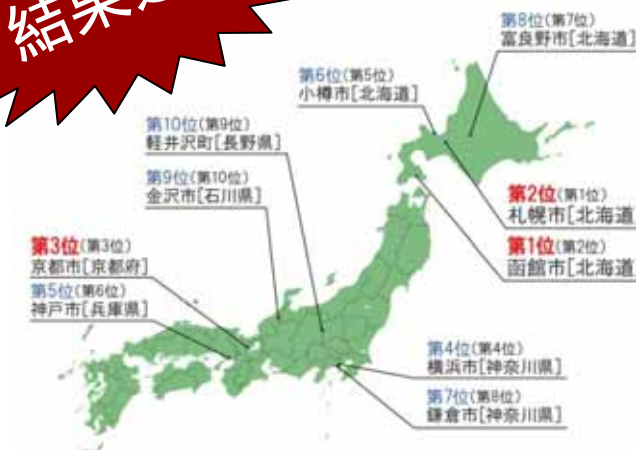 結果
第8位(第7位)
富良野市[北海道]
第6位(第5位)
小樽市[北海道]
第10位(第9位)
軽井沢町[長野県]
第9位(第10位)
金沢市[石川県]
第2位(第1位)
札幌市[北海道]
第1位(第2位)
函館市[北海道]
第3位(第3位)
京都市[京都府]
第5位(第6位)
神戸市[兵庫県]
第4位(第4位)
横浜市[神奈川県]
第7位(第8位)
鎌倉市[神奈川県]